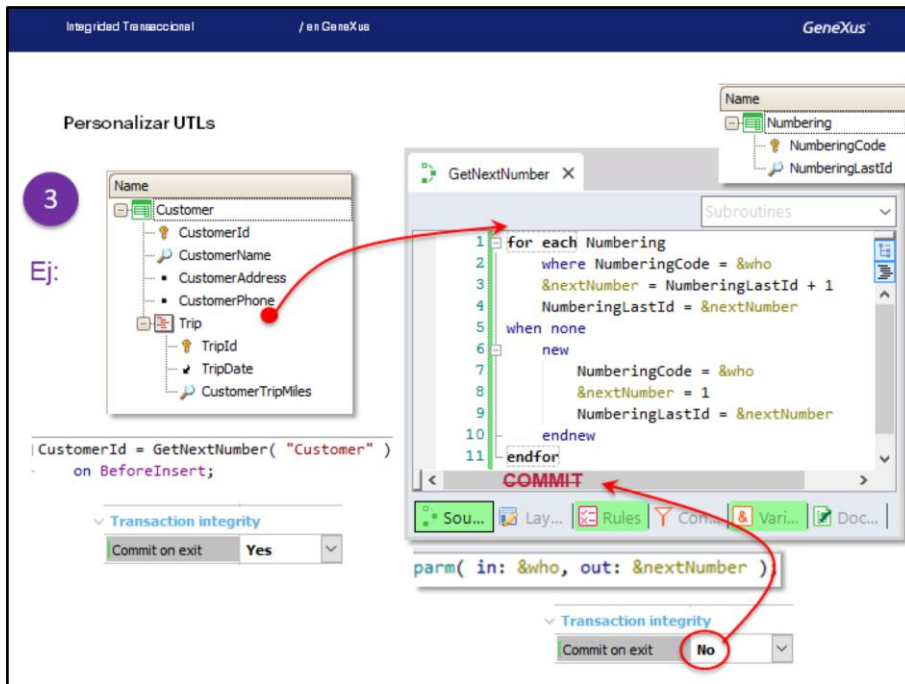 Integridad Transaccional / en GeneXus GeneXus
Personalizar UTLs
3
Ej:
Name
Customer
CustomerId
CustomerName
CustomerAddress
CustomerPhone
Trip
TripId
TripDate
CustomerTripMiles
CustomerId = GetNextNumber( "Customer" )
on BeforeInsert;
Transaction integrity
Commit on exit Yes
Name
Numbering
NumberingCode
NumberingLastId
GetNextNumber X
Subroutines
1 for each Numbering
2 where NumberingCode = &who
3 &nextNumber = NumberingLastId + 1
4 NumberingLastId = &nextNumber
5 when none
6 new
7 NumberingCode = &who
8 &nextNumber = 1
9 NumberingLastId = &nextNumber
10 endnew
11 endfor
COMMIT
Sou... Lay... Rules Con... Vari... Doc...
parm( in: &who, out: &nextNumber );
Transaction integrity
Commit on exit No